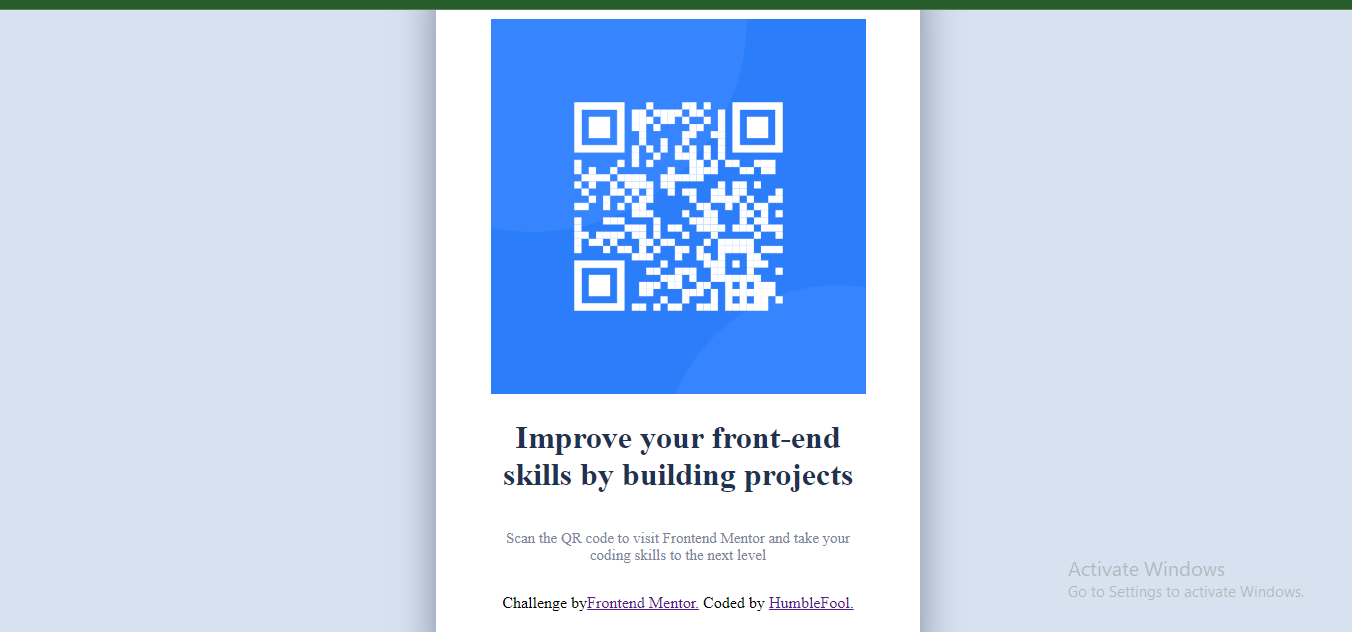 Improve your front-end
skills by building projects
Scan the QR code to visit Frontend Mentor and take your
coding skills to the next level
Challenge byFrontend Mentor. Coded by HumbleFool.
Activate Windows
Go to Settings to activate Windows.